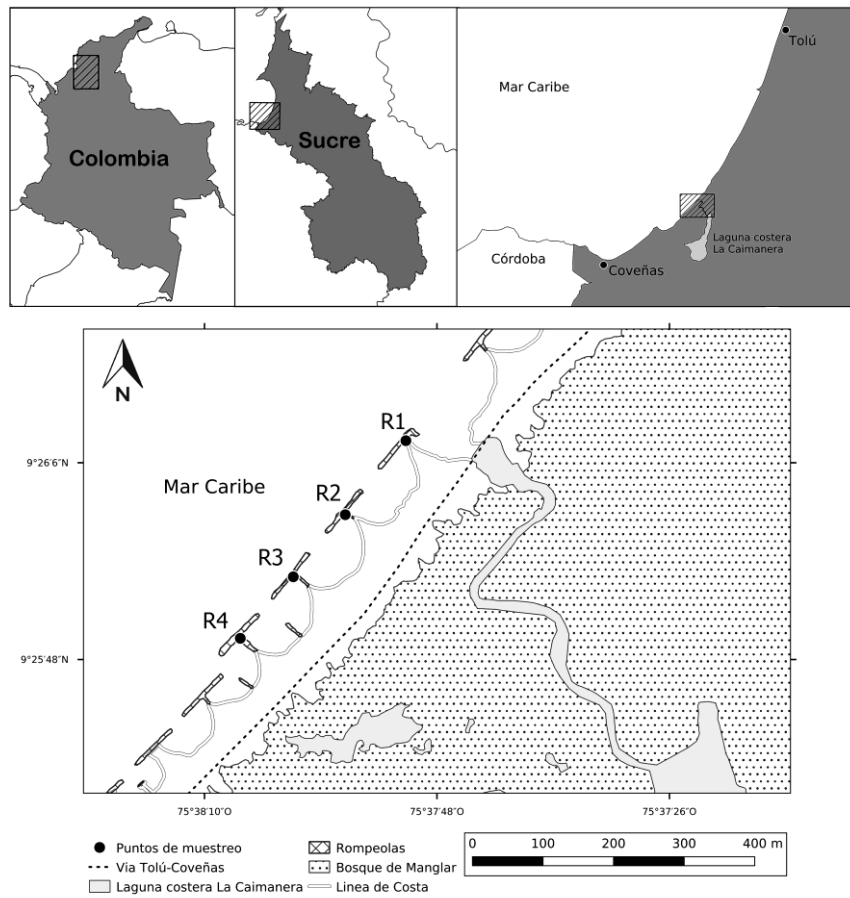 Colombia
Sucre
Tolú
Mar Caribe
Laguna costera
La Caimanera
Córdoba
Coveñas
N
R1
9°26'6"N
Mar Caribe
R2
R3
R4
9°25'48"N
75°38'10"O
75°37'48"O
75°37'26"O
Puntos de muestreo
Via Tolú-Coveñas
Laguna costera La Caimanera
Rompeolas
Bosque de Manglar
Linea de Costa
0 100 200 300 400 m